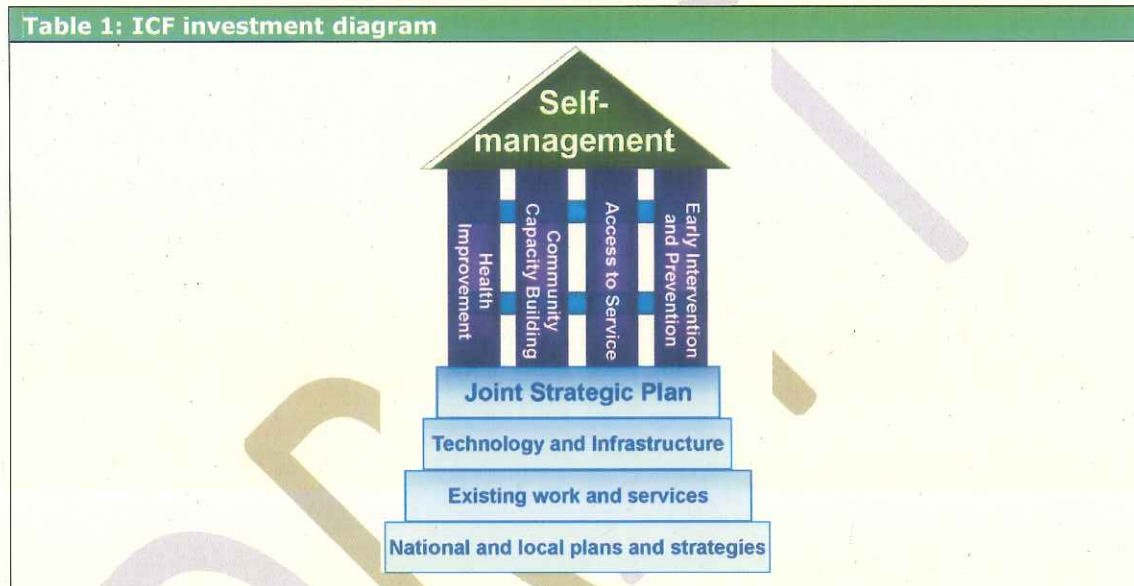 Table 1: ICF investment diagram
Self-
management
Health
Improvement
Community
Capacity Building
Access to Service
Early Intervention
and Prevention
Joint Strategic Plan
Technology and Infrastructure
Existing work and services
National and local plans and strategies